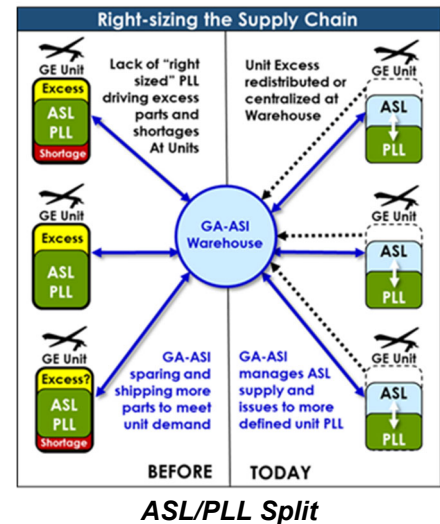 Right-sizing the Supply Chain
GE Unit
Excess
ASL
PLL
Shortage
Lack of "right
sized" PLL
driving excess
parts and
shortages
At Units
Unit Excess
redistributed or
centralized at
Warehouse
GE Unit
ASL
PLL
GE Unit
Excess
ASL
PLL
GA-ASI
Warehouse
GE Unit
ASL
PLL
GE Unit
Excess?
ASL
PLL
Shortage
GA-ASI
sparing and
shipping more
parts to meet
unit demand
GA-ASI
manages ASL
supply and
issues to more
defined unit PLL
GE Unit
ASL
PLL
BEFORE
TODAY
ASL/PLL Split